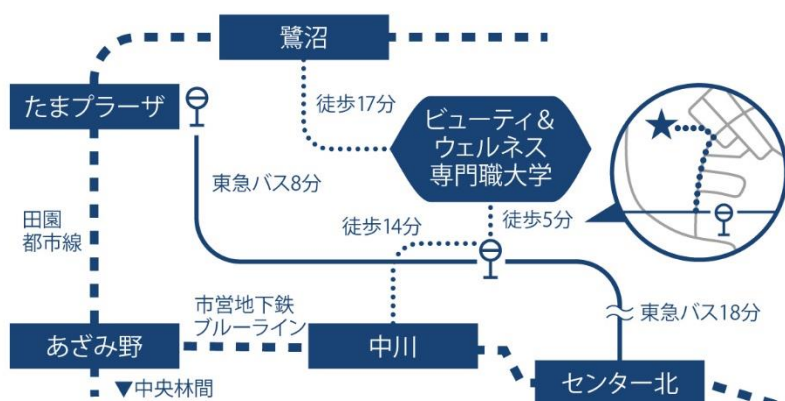 鷺沼
たまプラーザ
徒歩17分
ビューティ&
ウェルネス
専門職大学
東急バス8分
田園
都市線
徒歩14分
徒歩5分
市営地下鉄
ブルーライン
東急バス18分
あざみ野
中川
センター北
▼中央林間